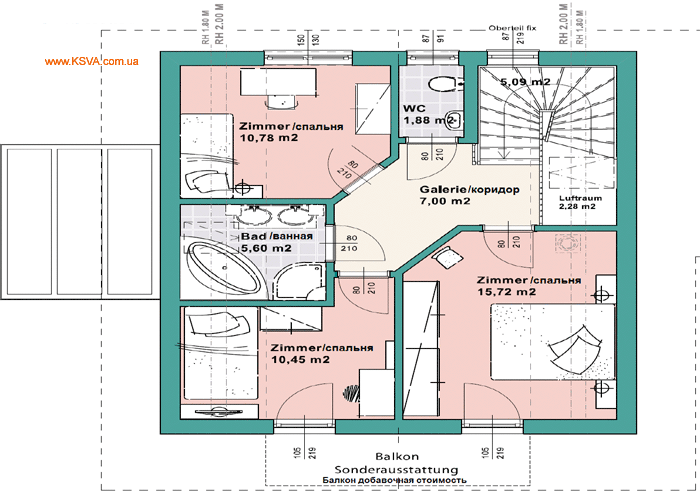 RH 1.80 M
RH 2.00 M
www.KSVA.com.ua
150
130
87
91
Oberteil fix
87
219
RH 2.00 M
RH 1.80 M
5,09 m2
WC
1,88 m2
Zimmer/спальня
10,78 m2
80
210
80
210
Galerie/коридор
7,00 m2
Luftraum
2.28 m2
Bad/ванная
5,60 m2
80
210
80
210
80
210
Zimmer/спальня
15,72 m2
Zimmer/спальня
10,45 m2
105
219
105
219
Balkon
Sonderausstattung
Балкон добавочная стоимость